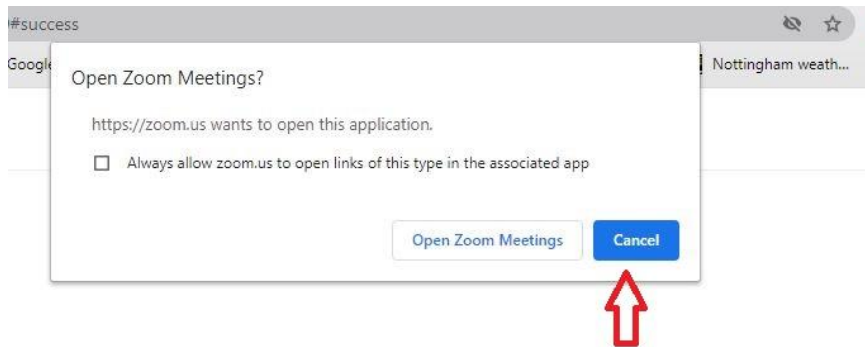 #success
Google
Nottingham weath...
Open Zoom Meetings?
https://zoom.us wants to open this application.
Always allow zoom.us to open links of this type in the associated app
Open Zoom Meetings
Cancel